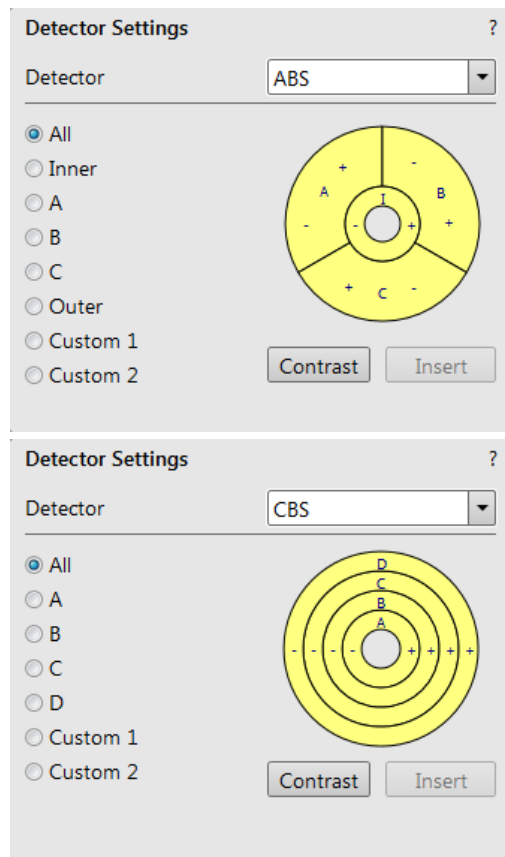 Detector Settings ?
Detector ABS
All
Inner
A
B
C
Outer
Custom 1
Custom 2
+ -
A I B
- - + +
+ C -
Contrast Insert
Detector Settings ?
Detector CBS
All
A
B
C
D
Custom 1
Custom 2
D
C
B
A
- - - - + + + +
Contrast Insert